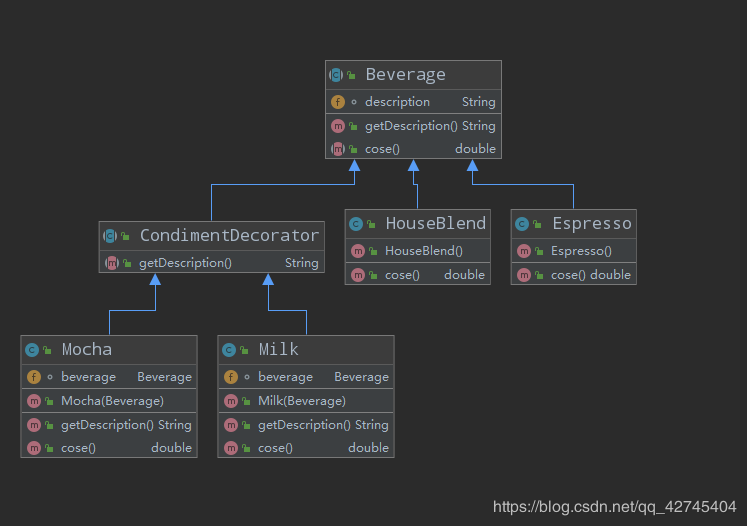 Beverage
description String
getDescription() String
cose() double
CondimentDecorator
getDescription() String
HouseBlend
HouseBlend()
cose() double
Espresso
Espresso()
cose() double
Mocha
beverage Beverage
Mocha(Beverage)
getDescription() String
cose() double
Milk
beverage Beverage
Milk(Beverage)
getDescription() String
cose() double
https://blog.csdn.net/qq_42745404